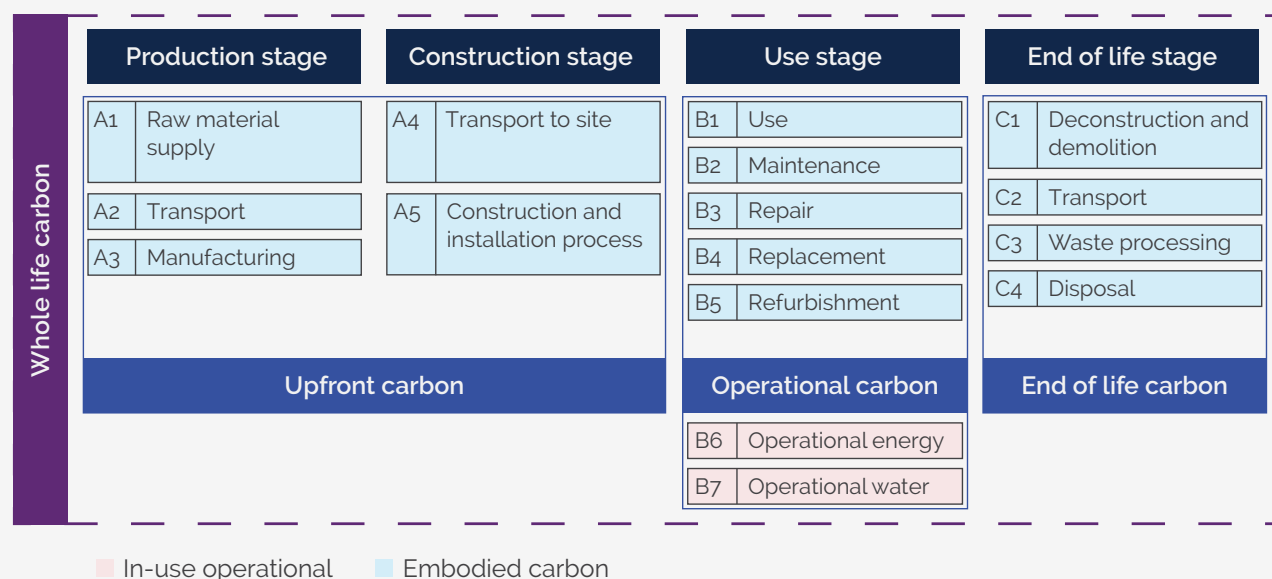 Whole life carbon
Production stage
Construction stage
Use stage
End of life stage
A1 Raw material
supply
A2 Transport
A3 Manufacturing
A4 Transport to site
A5 Construction and
installation process
Upfront carbon
B1 Use
B2 Maintenance
B3 Repair
B4 Replacement
B5 Refurbishment
Operational carbon
B6 Operational energy
B7 Operational water
C1 Deconstruction and
demolition
C2 Transport
C3 Waste processing
C4 Disposal
End of life carbon
In-use operational
Embodied carbon